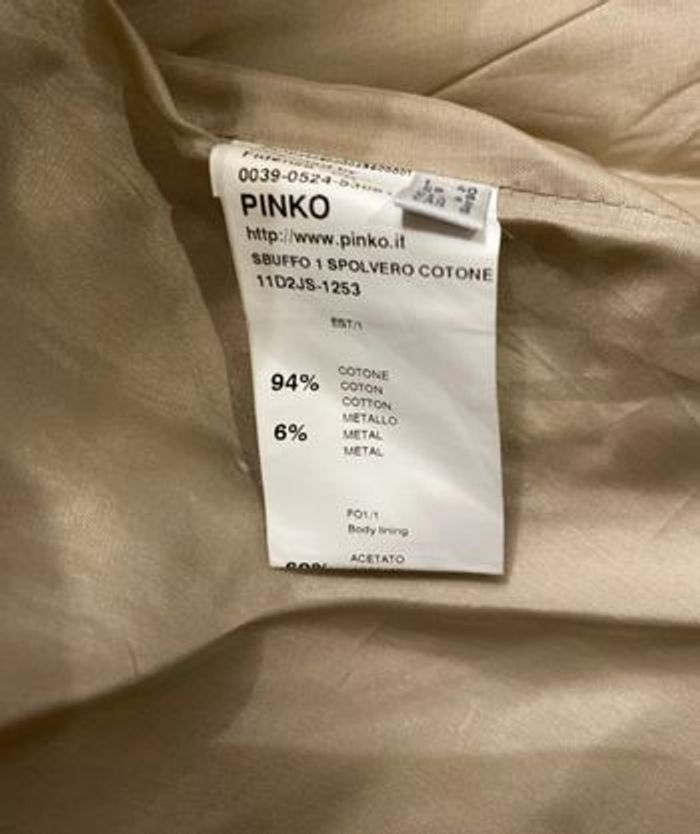 0039-0524-
PINKO
http://www.pinko.it
SBUFFO 1 SPOLVERO COTONE
11D2JS-1253
EST/1
94% COTONE
COTON
COTTON
6% METALLO
METAL
METAL
FO1/1
Body lining
60% ACETATO